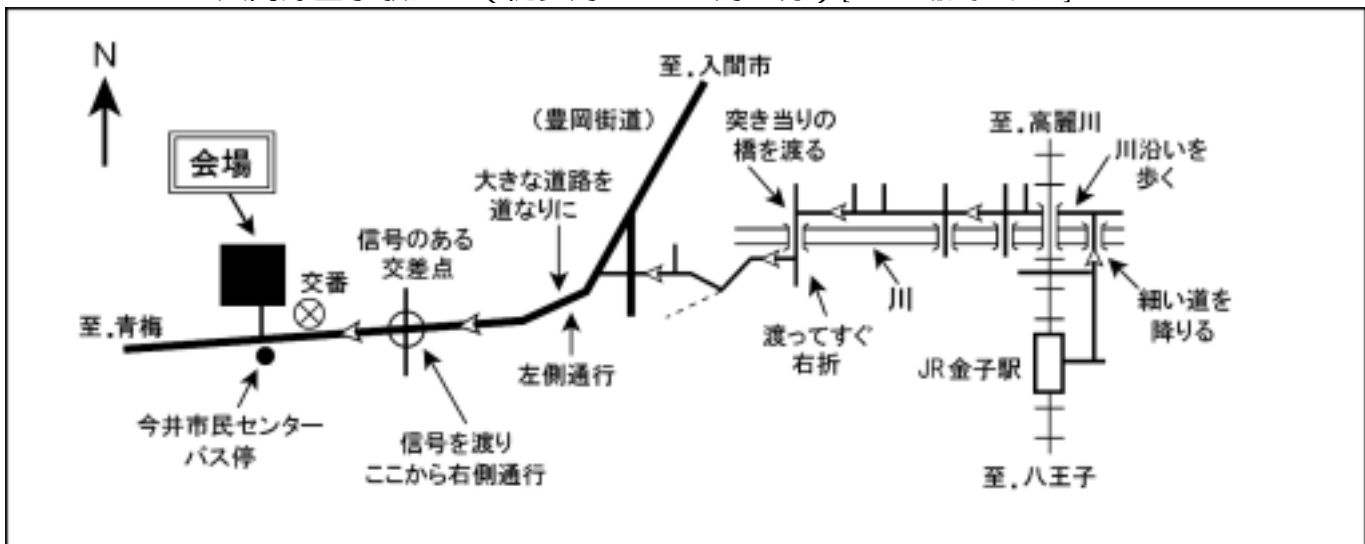 N
至.入間市
(豊岡街道)
突き当りの
橋を渡る
至.高麗川
川沿いを
歩く
会場
大きな道路を
道なりに
信号のある
交差点
交番
至.青梅
川
細い道を
降りる
渡ってすぐ
右折
JR金子駅
左側通行
今井市民センター
バス停
信号を渡り
ここから右側通行
至.八王子